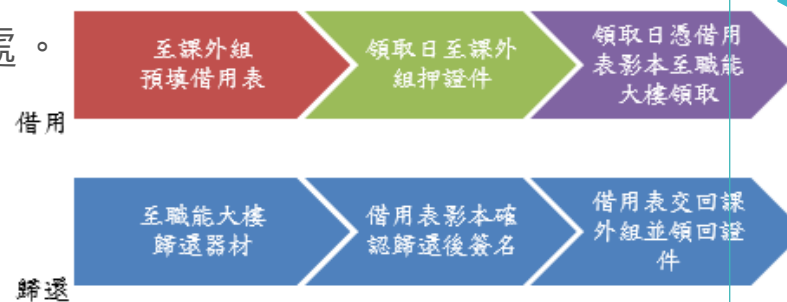 處。
至課外組
預填借用表
領取日至課外
組押證件
領取日憑借用
表影本至職能
大樓領取
借用
至職能大樓
歸還器材
借用表影本確
認歸還後簽名
借用表交回課
外組並領回證
件
歸還